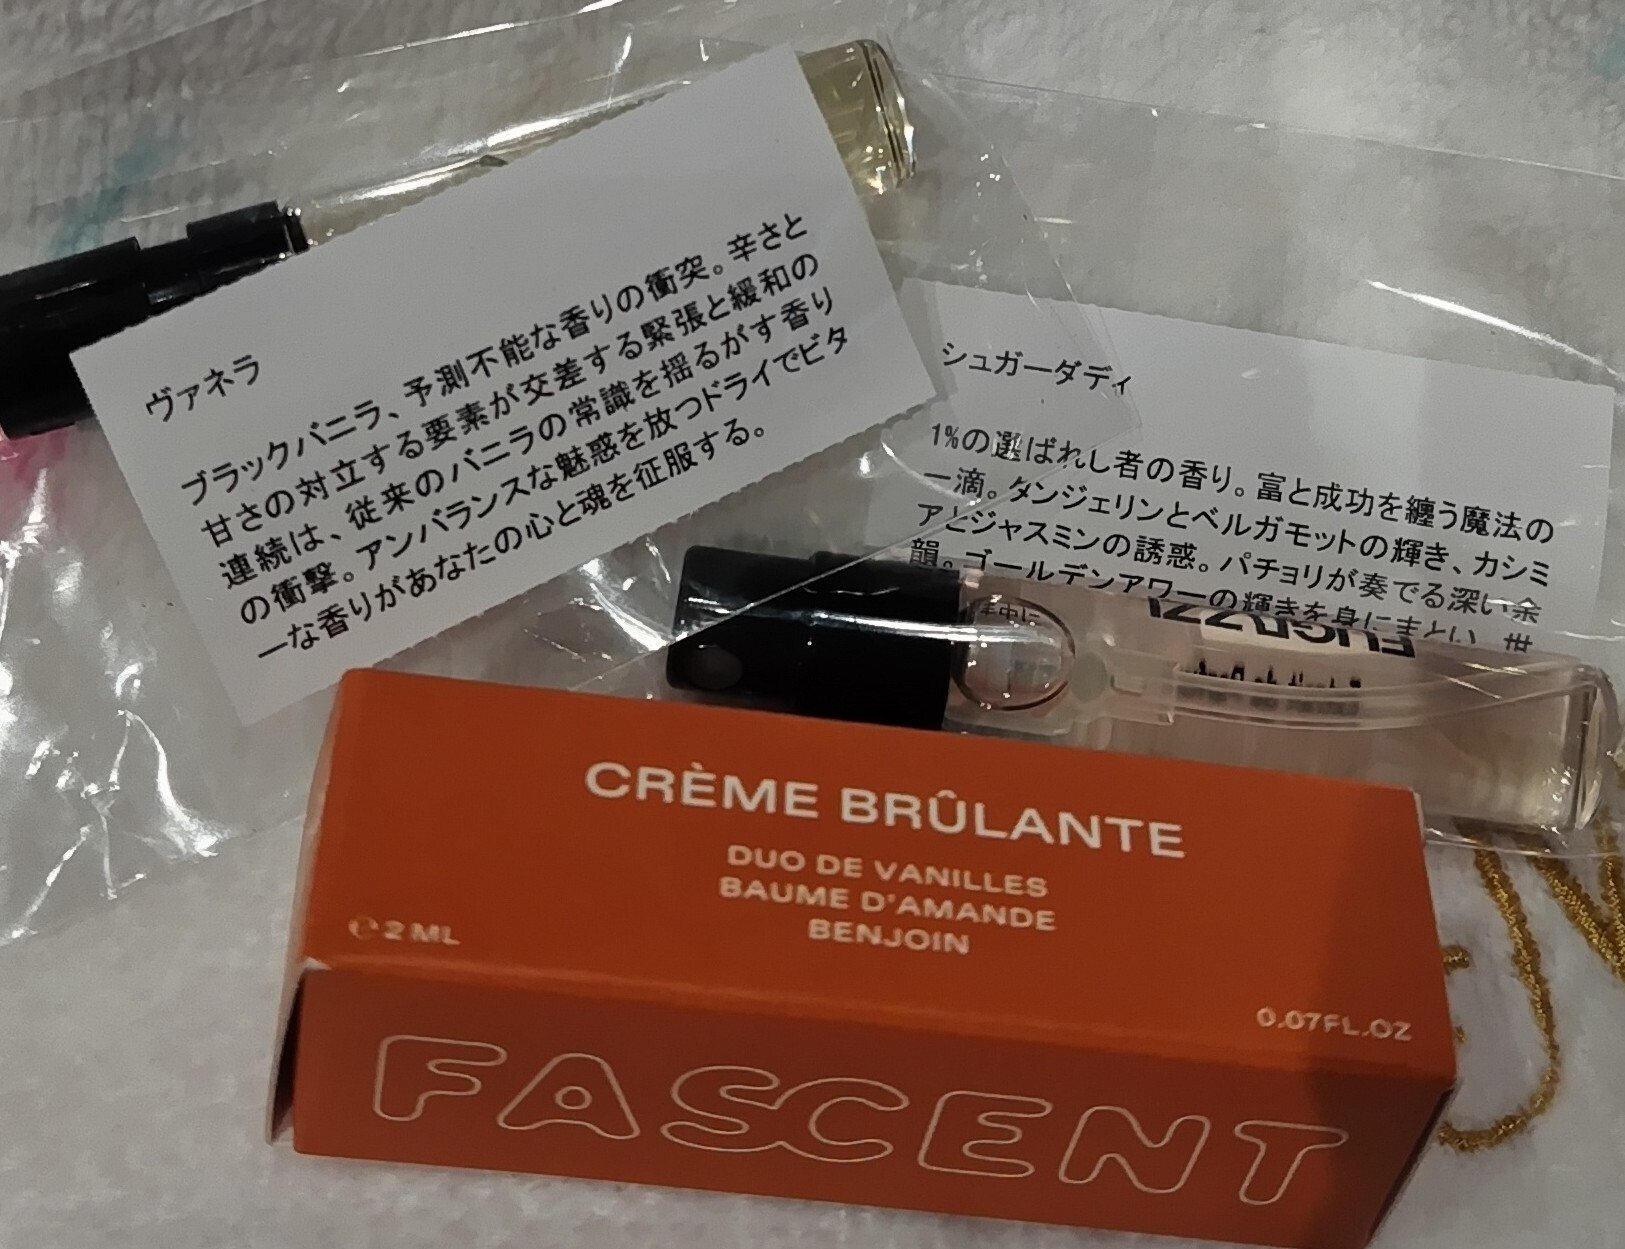 ヴァネラ
ブラックバニラ、予測不能な香りの衝突。辛さと
甘さの対立する要素が交差する緊張と緩和の
連続は、従来のバニラの常識を揺るがす香り
の衝撃。アンバランスな魅惑を放つドライでビタ
ーな香りがあなたの心と魂を征服する。
シュガーダディ
1%の選ばれし者の香り。富と成功を纏う魔法の
一滴。タンジェリンとベルガモットの輝き、カシミ
アとジャスミンの誘惑。パチョリが奏でる深い余
韻。ゴールデンアワーの輝きを身にまとい、世
CRÈME BRÛLANTE
DUO DE VANILLES
BAUME D'AMANDE
BENJOIN
℮ 2 ML
0.07FL.OZ
FASCENT